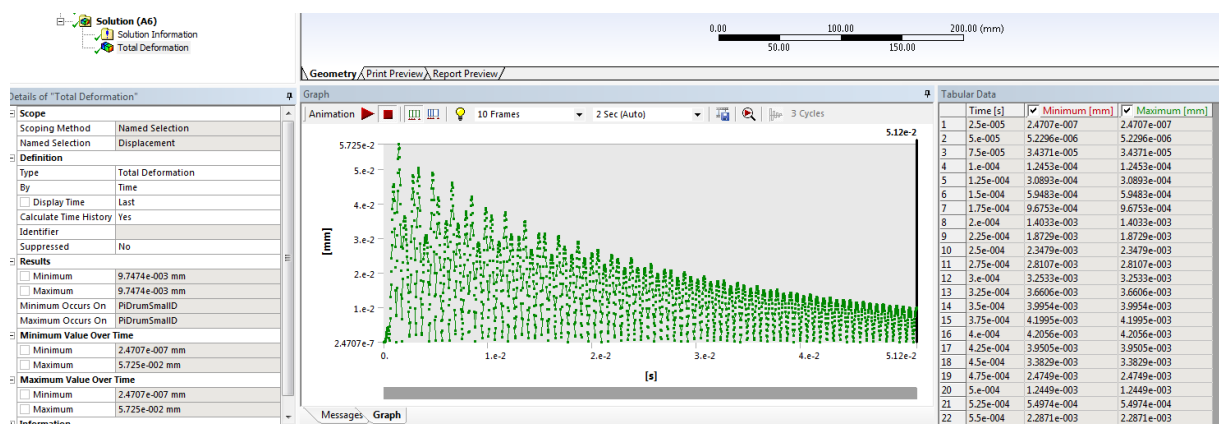 Solution (A6)
Solution Information
Total Deformation
0.00 100.00 200.00 (mm)
50.00 150.00
Geometry Print Preview Report Preview
Details of "Total Deformation"
Scope
Scoping Method Named Selection
Named Selection Displacement
Definition
Type Total Deformation
By Time
Display Time Last
Calculate Time History Yes
Identifier
Suppressed No
Results
Minimum 9.7474e-003 mm
Maximum 9.7474e-003 mm
Minimum Occurs On PiDrumSmallD
Maximum Occurs On PiDrumSmallD
Minimum Value Over Time
Minimum 2.4707e-007 mm
Maximum 5.725e-002 mm
Maximum Value Over Time
Minimum 2.4707e-007 mm
Maximum 5.725e-002 mm
Information
Graph
Animation 10 Frames 2 Sec (Auto) 3 Cycles
5.12e-2
5.725e-2
5.e-2
4.e-2
3.e-2
2.e-2
1.e-2
2.4707e-7
[mm]
0. 1.e-2 2.e-2 3.e-2 4.e-2 5.12e-2
[s]
Messages Graph
Tabular Data
Time [s] Minimum [mm] Maximum [mm]
1 2.5e-005 2.4707e-007 2.4707e-007
2 5.e-005 5.2296e-006 5.2296e-006
3 7.5e-005 3.4371e-005 3.4371e-005
4 1.e-004 1.2453e-004 1.2453e-004
5 1.25e-004 3.0893e-004 3.0893e-004
6 1.5e-004 5.9483e-004 5.9483e-004
7 1.75e-004 9.6753e-004 9.6753e-004
8 2.e-004 1.4033e-003 1.4033e-003
9 2.25e-004 1.8729e-003 1.8729e-003
10 2.5e-004 2.3479e-003 2.3479e-003
11 2.75e-004 2.8107e-003 2.8107e-003
12 3.e-004 3.2533e-003 3.2533e-003
13 3.25e-004 3.6606e-003 3.6606e-003
14 3.5e-004 3.9954e-003 3.9954e-003
15 3.75e-004 4.1995e-003 4.1995e-003
16 4.e-004 4.2056e-003 4.2056e-003
17 4.25e-004 3.9505e-003 3.9505e-003
18 4.5e-004 3.3829e-003 3.3829e-003
19 4.75e-004 2.4749e-003 2.4749e-003
20 5.e-004 1.2449e-003 1.2449e-003
21 5.25e-004 5.4974e-004 5.4974e-004
22 5.5e-004 2.2871e-003 2.2871e-003